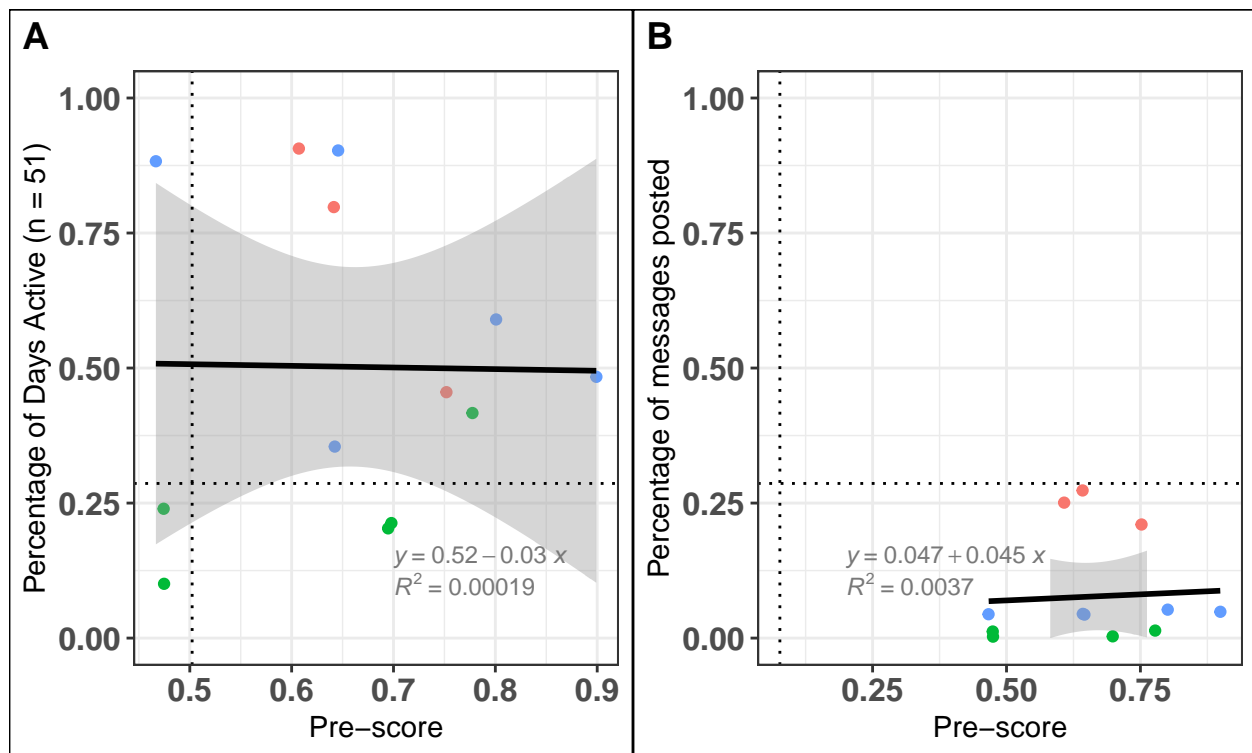 A
Percentage of Days Active (n = 51)
1.00
0.75
0.50
0.25
0.00
y = 0.52 − 0.03 x
R² = 0.00019
0.5 0.6 0.7 0.8 0.9
Pre−score
B
Percentage of messages posted
1.00
0.75
0.50
0.25
0.00
y = 0.047 + 0.045 x
R² = 0.0037
0.25 0.50 0.75
Pre−score